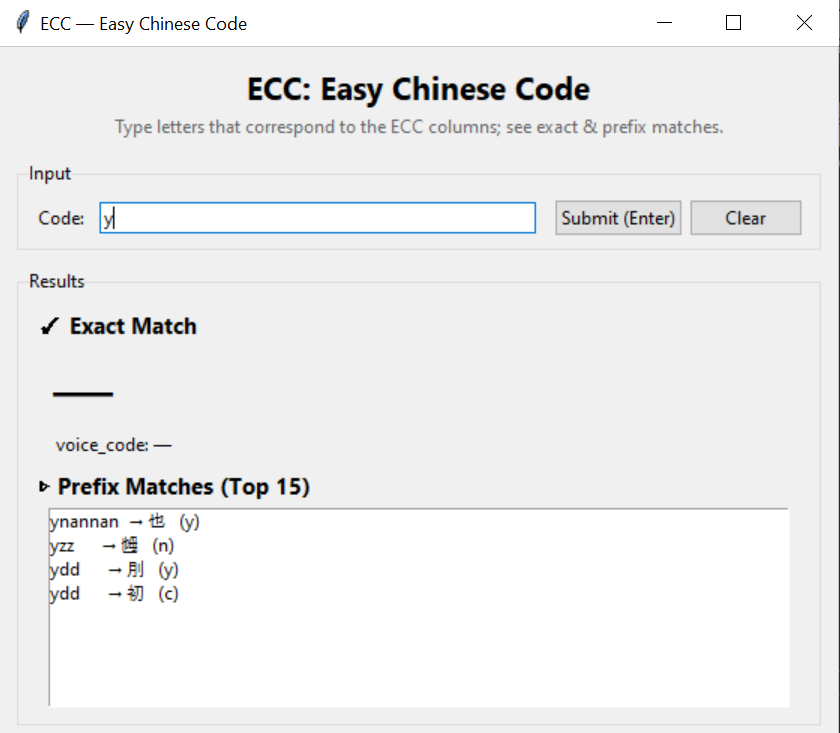 ECC — Easy Chinese Code
ECC: Easy Chinese Code
Type letters that correspond to the ECC columns; see exact & prefix matches.
Input
Code: y Submit (Enter) Clear
Results
✓ Exact Match
—
voice_code: —
▹ Prefix Matches (Top 15)
ynannan → 也 (y)
yzz → (n)
ydd → 刖 (y)
ydd → 初 (c)